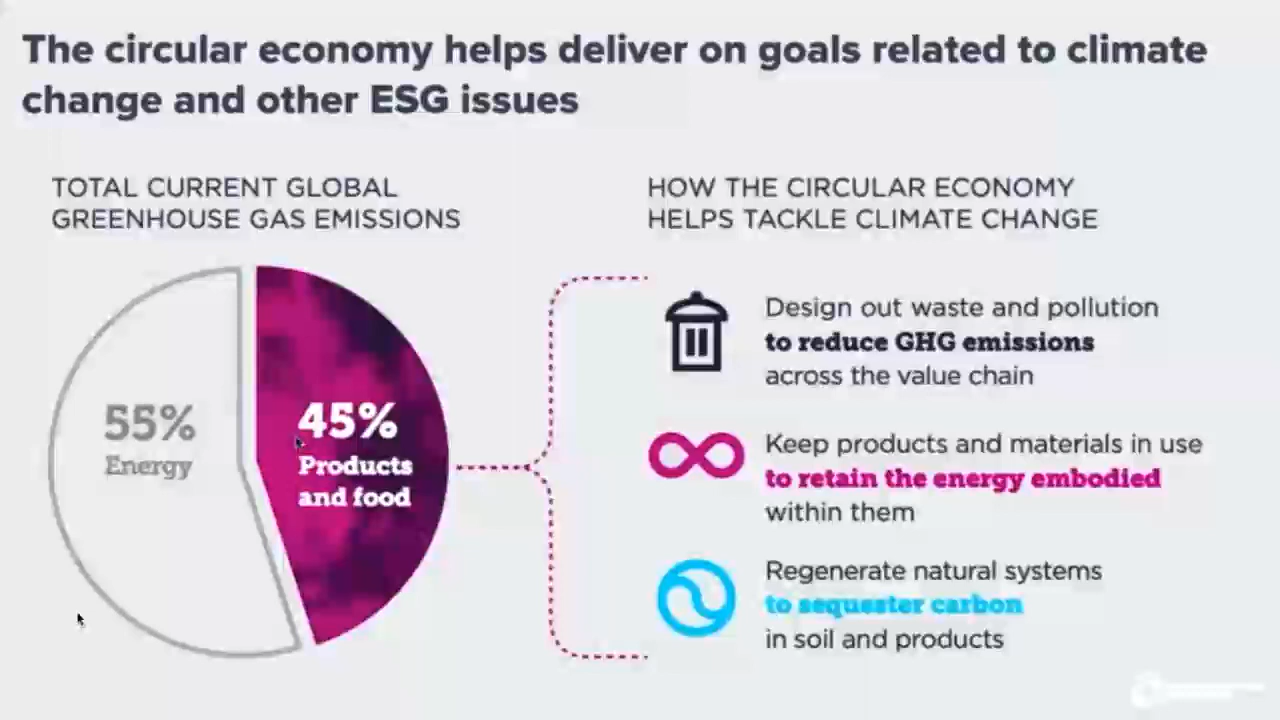 The circular economy helps deliver on goals related to climate
change and other ESG issues
TOTAL CURRENT GLOBAL
GREENHOUSE GAS EMISSIONS
55%
Energy
45%
Products
and food
HOW THE CIRCULAR ECONOMY
HELPS TACKLE CLIMATE CHANGE
Design out waste and pollution
to reduce GHG emissions
across the value chain
Keep products and materials in use
to retain the energy embodied
within them
Regenerate natural systems
to sequester carbon
in soil and products